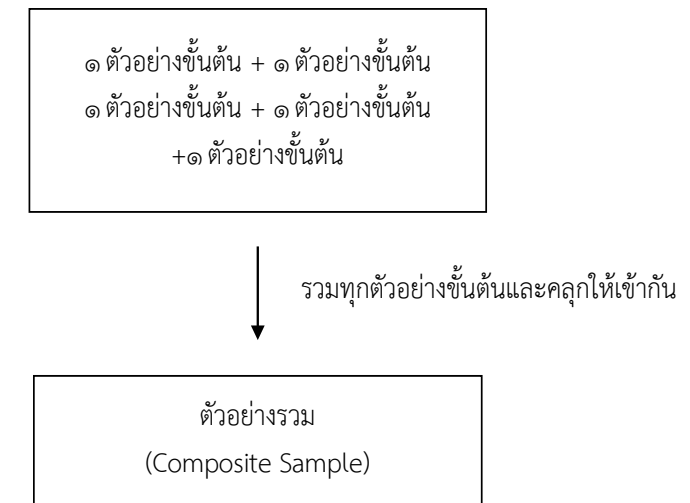 ๑ ตัวอย่างขั้นต้น + ๑ ตัวอย่างขั้นต้น
๑ ตัวอย่างขั้นต้น + ๑ ตัวอย่างขั้นต้น
+๑ ตัวอย่างขั้นต้น
รวมทุกตัวอย่างขั้นต้นและคลุกให้เข้ากัน
ตัวอย่างรวม
(Composite Sample)